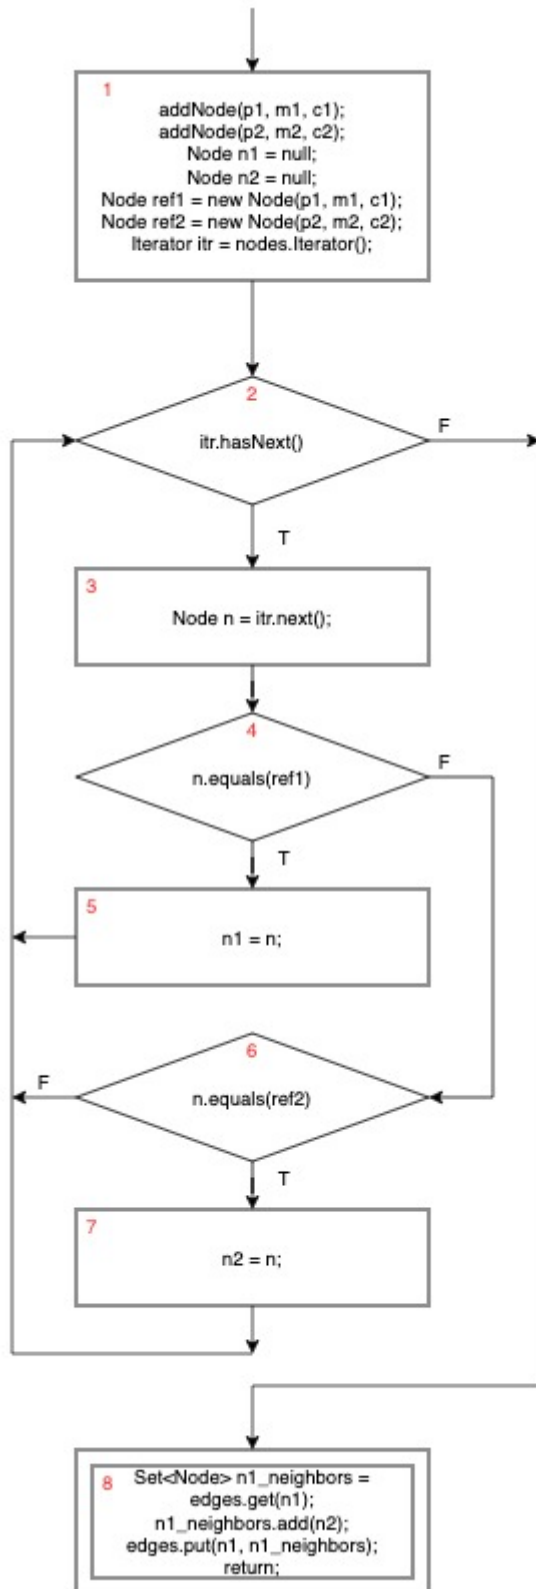 1
addNode(p1, m1, c1);
addNode(p2, m2, c2);
Node n1 = null;
Node n2 = null;
Node ref1 = new Node(p1, m1, c1);
Node ref2 = new Node(p2, m2, c2);
Iterator itr = nodes.Iterator();
2
itr.hasNext()
F
T
3
Node n = itr.next();
4
n.equals(ref1)
F
T
5
n1 = n;
6
n.equals(ref2)
F
T
7
n2 = n;
8
Set<Node> n1_neighbors =
edges.get(n1);
n1_neighbors.add(n2);
edges.put(n1, n1_neighbors);
return;